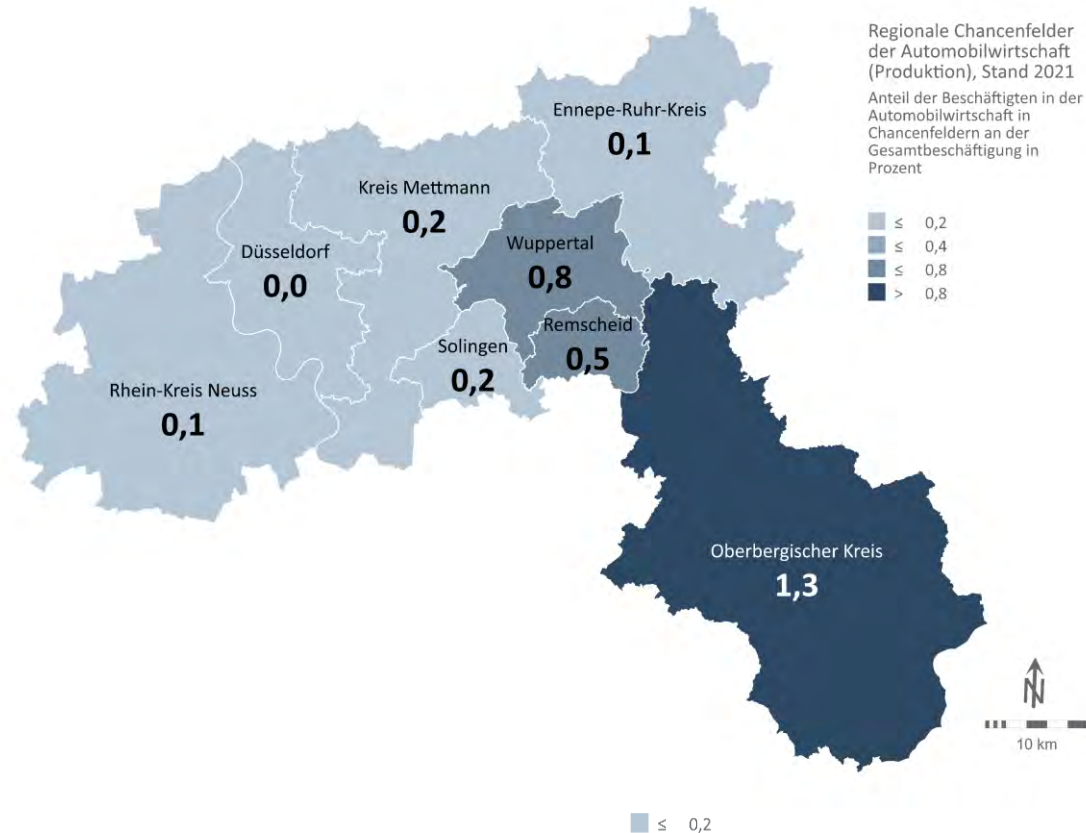 Regionale Chancenfelder
der Automobilwirtschaft
(Produktion), Stand 2021
Anteil der Beschäftigten in der
Automobilwirtschaft in
Chancenfeldern an der
Gesamtbeschäftigung in
Prozent
≤ 0,2
≤ 0,4
≤ 0,8
> 0,8
Ennepe-Ruhr-Kreis
0,1
Kreis Mettmann
0,2
Wuppertal
0,8
Düsseldorf
0,0
Remscheid
0,5
Solingen
0,2
Rhein-Kreis Neuss
0,1
Oberbergischer Kreis
1,3
N
10 km
≤ 0,2